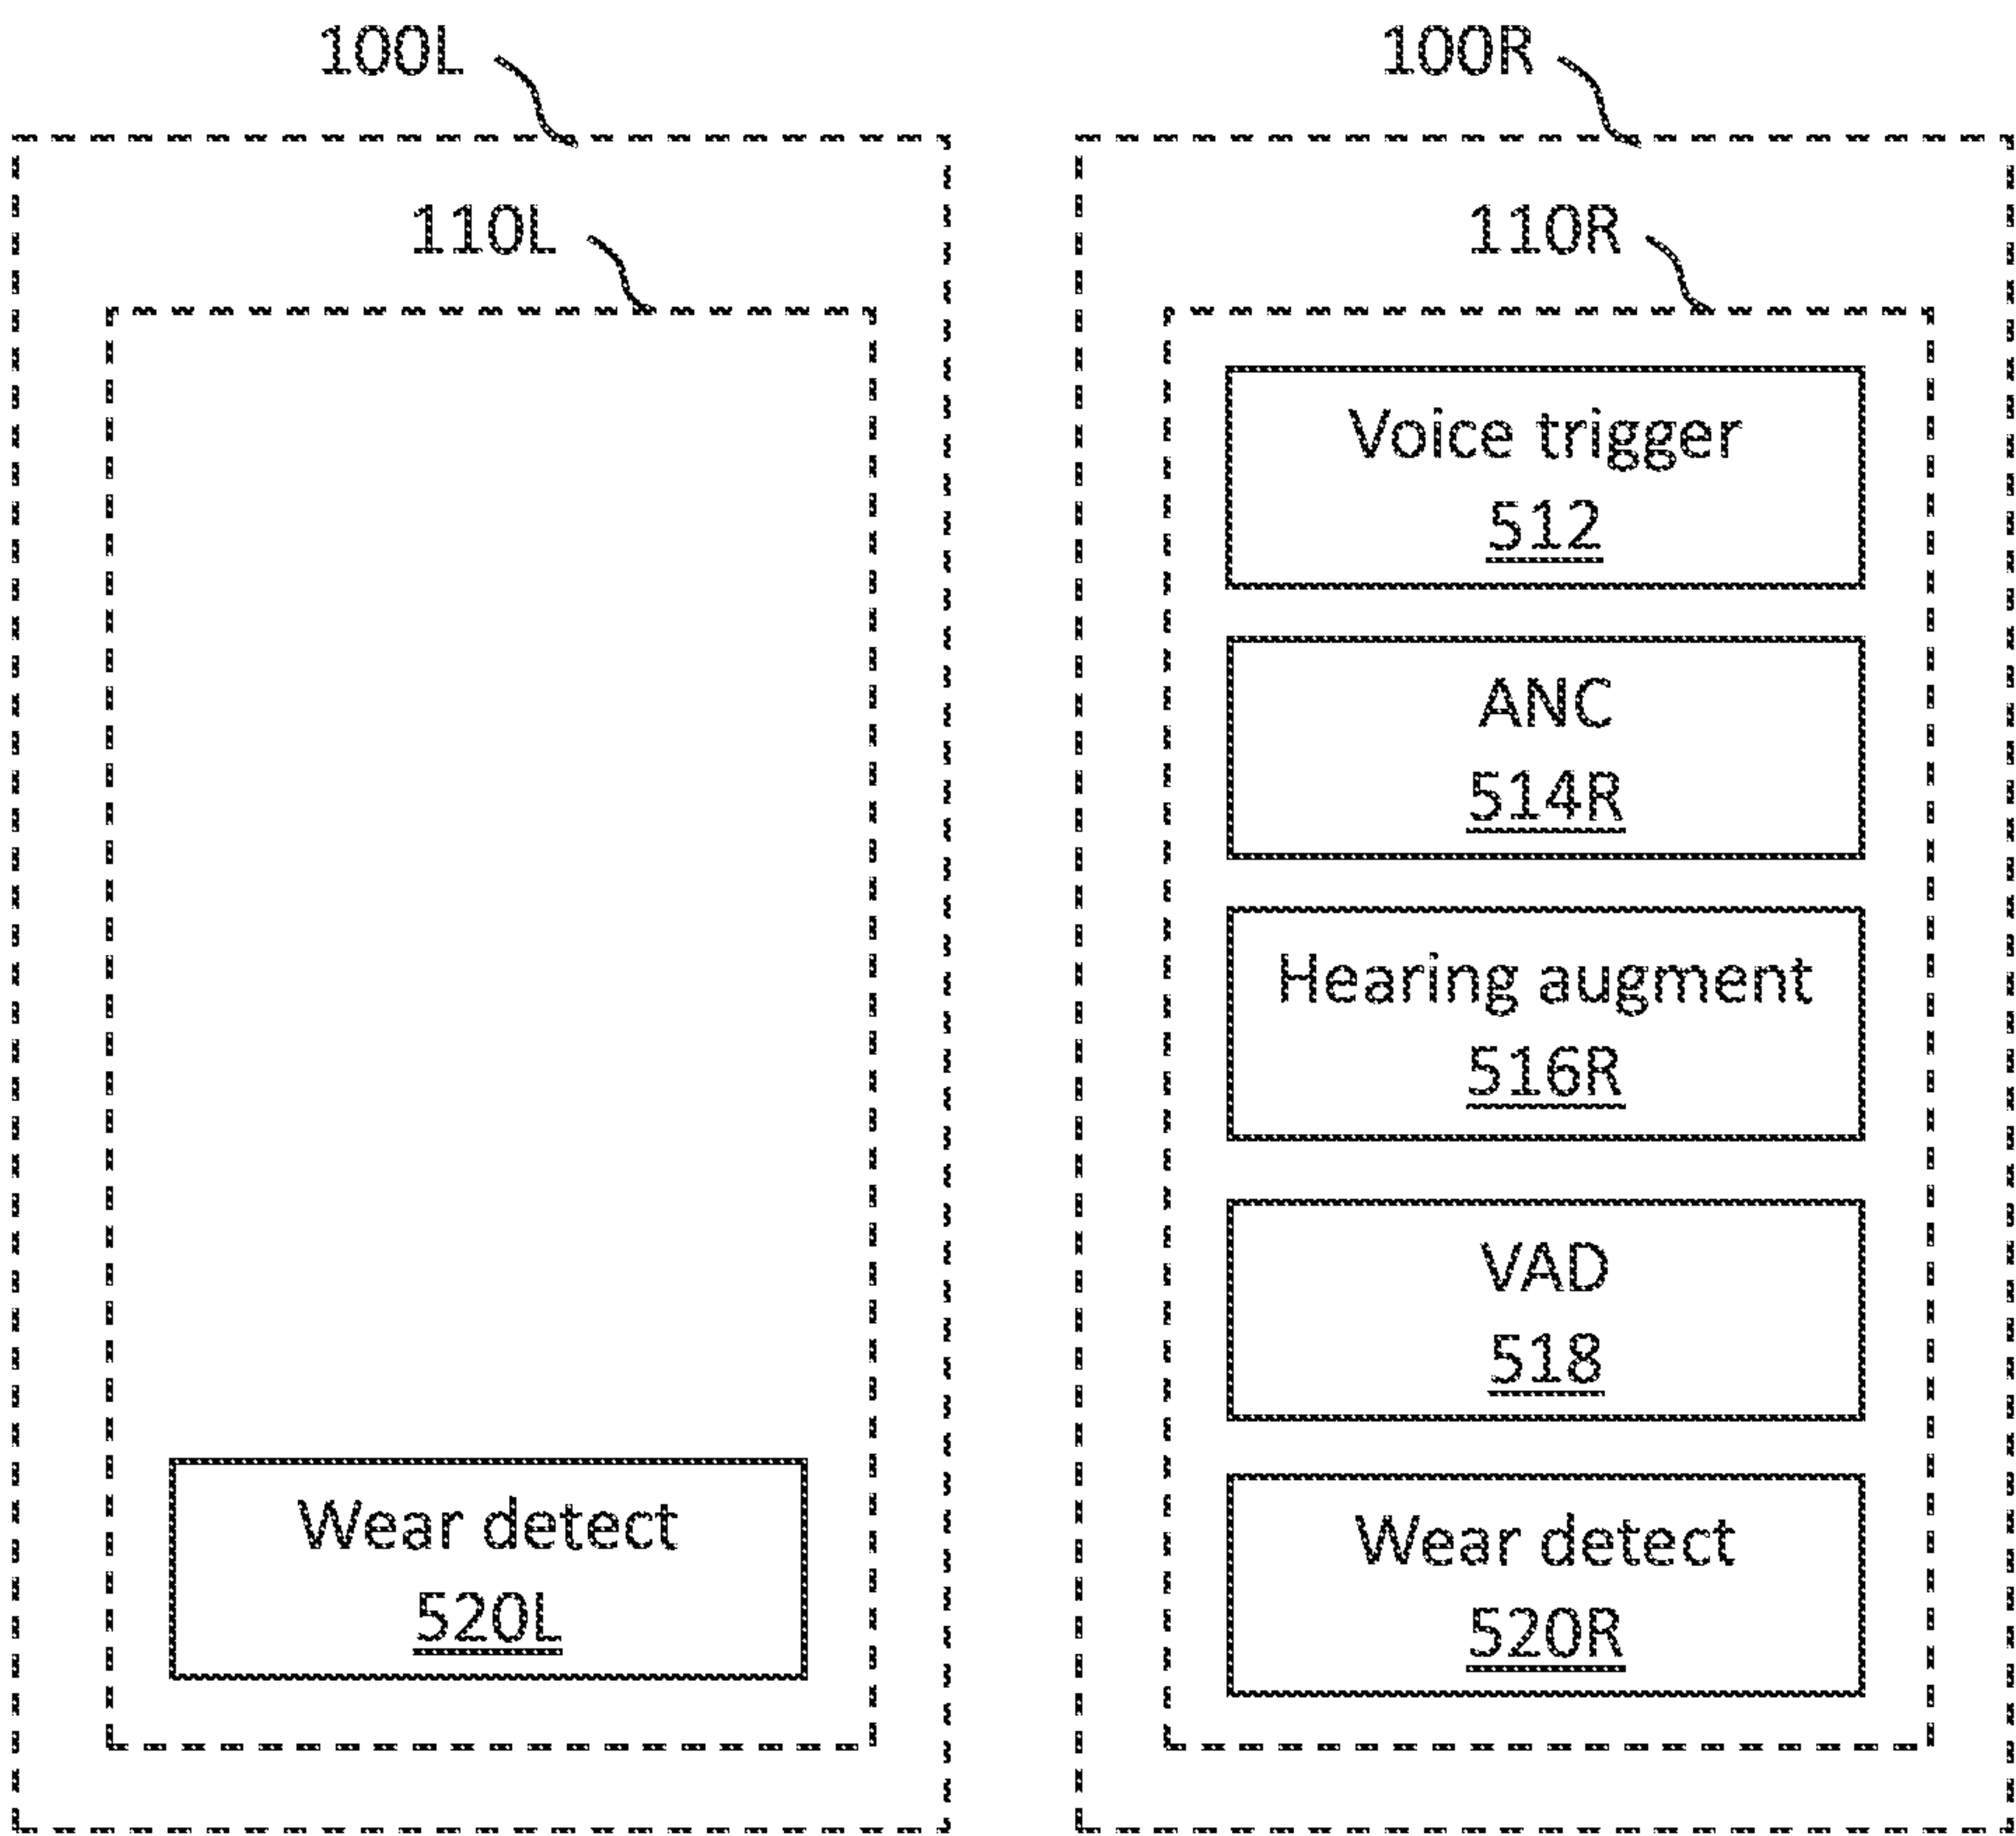 100L
110L
Wear detect
520L
100R
110R
Voice trigger
512
ANC
514R
Hearing augment
516R
VAD
518
Wear detect
520R